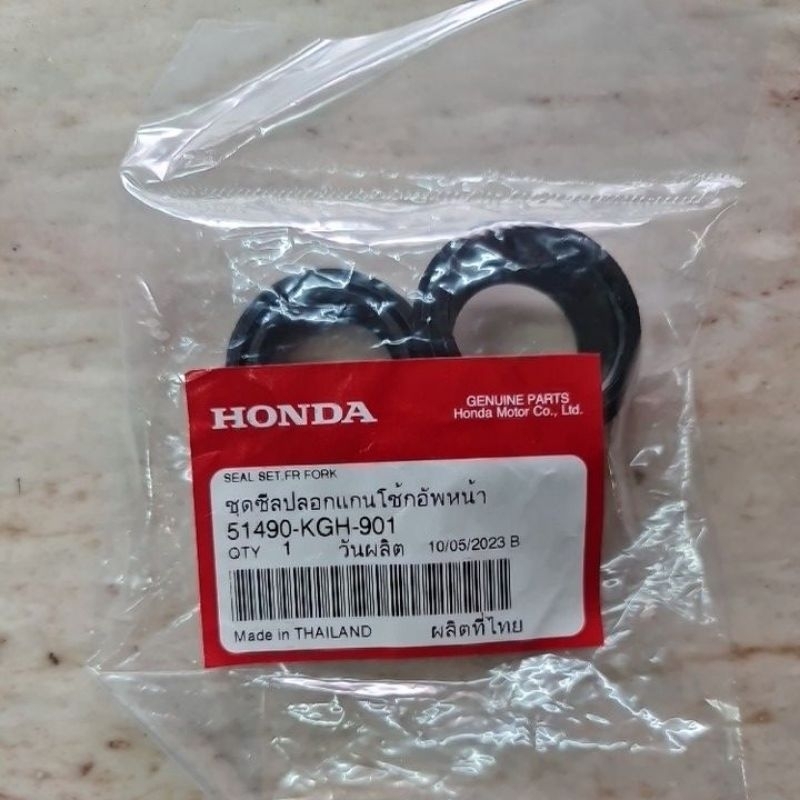 HONDA
GENUINE PARTS
Honda Motor Co., Ltd.
SEAL SET,FR FORK
ชุดซีลปลอกแกนโช้กอัพหน้า
51490-KGH-901
QTY 1 วันผลิต 10/05/2023 B
Made in THAILAND ผลิตที่ไทย